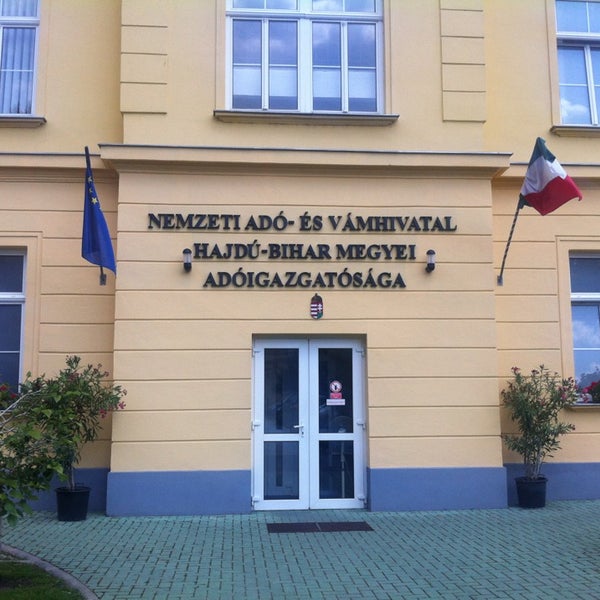 NEMZETI ADÓ- ÉS VÁMHIVATAL
HAJDÚ-BIHAR MEGYEI
ADÓIGAZGATÓSÁGA